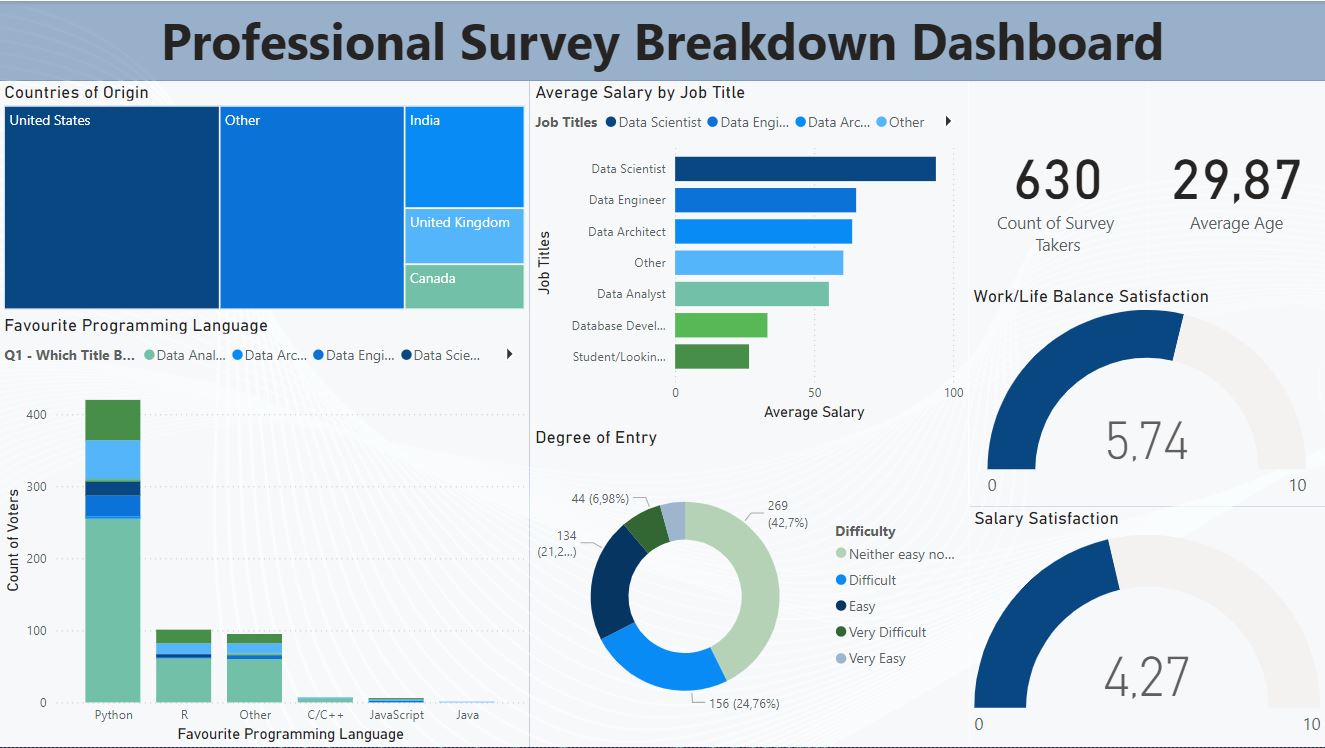 Professional Survey Breakdown Dashboard
Countries of Origin
United States
Other
India
United Kingdom
Canada
Favourite Programming Language
Q1 - Which Title B... Data Anal... Data Arc... Data Engi... Data Scie...
Count of Voters
400
300
200
100
0
Python R Other C/C++ JavaScript Java
Favourite Programming Language
Average Salary by Job Title
Job Titles Data Scientist Data Engi... Data Arc... Other
Job Titles
Data Scientist
Data Engineer
Data Architect
Other
Data Analyst
Database Devel...
Student/Lookin...
0 50 100
Average Salary
Degree of Entry
44 (6,98%)
269
(42,7%)
134
(21,2...)
156 (24,76%)
Difficulty
Neither easy no...
Difficult
Easy
Very Difficult
Very Easy
630
Count of Survey
Takers
29,87
Average Age
Work/Life Balance Satisfaction
5,74
0 10
Salary Satisfaction
4,27
0 10